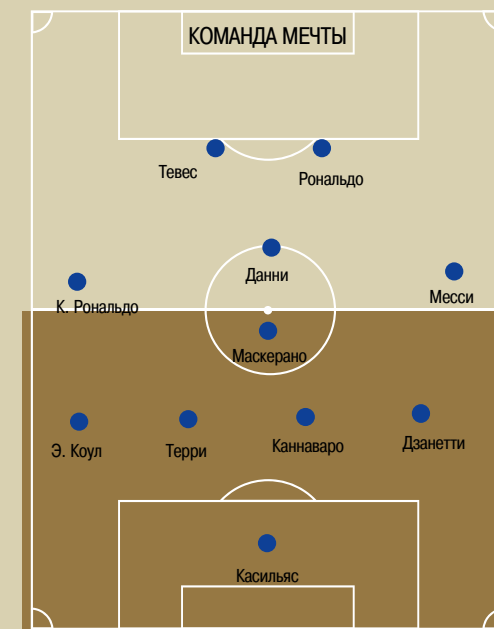 КОМАНДА МЕЧТЫ
Тевес
Рональдо
Данни
К. Рональдо
Месси
Маскерано
Э. Коул
Терри
Каннаваро
Дзанетти
Касильяс